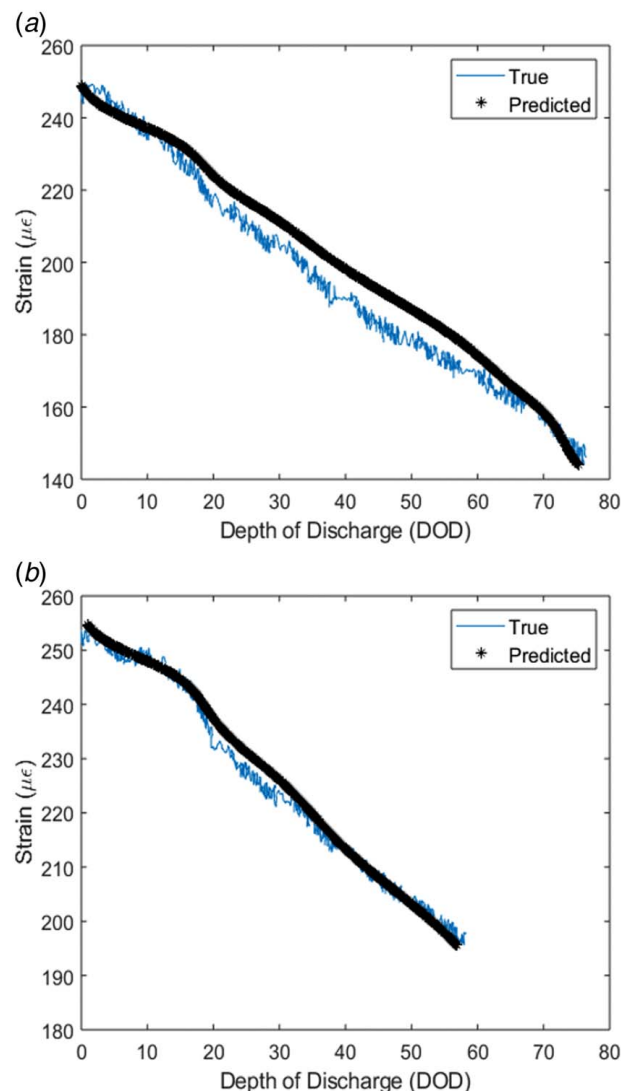 (a)
260
240
220
200
180
160
140
Strain (με)
True
Predicted
0 10 20 30 40 50 60 70 80
Depth of Discharge (DOD)
(b)
260
250
240
230
220
210
200
190
180
Strain (με)
True
Predicted
0 10 20 30 40 50 60 70 80
Depth of Discharge (DOD)